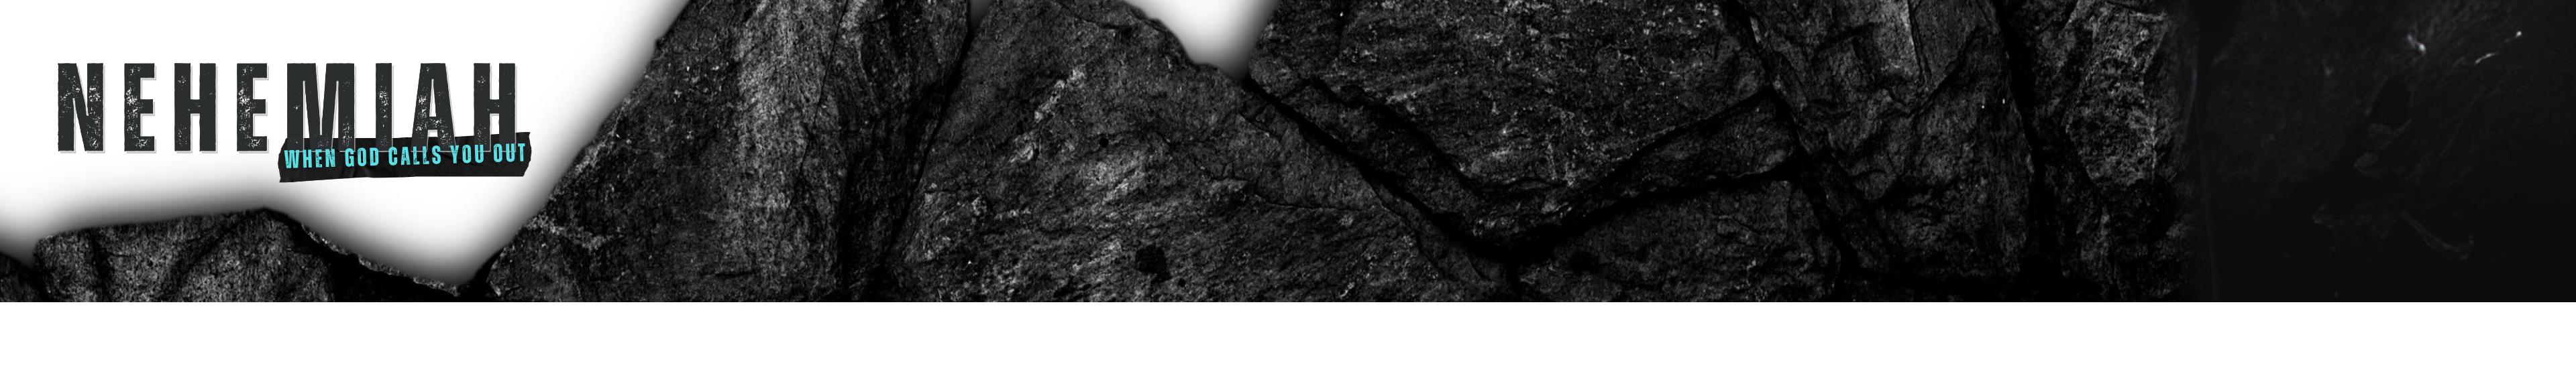 NEHEMIAH
WHEN GOD CALLS YOU OUT